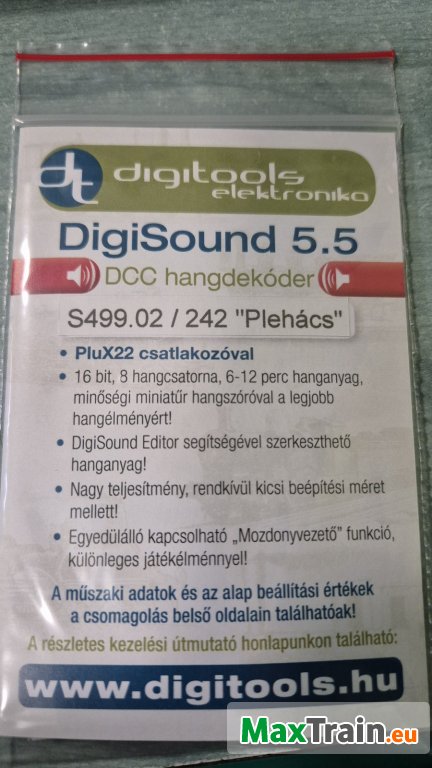 dt digitools
elektronika
DigiSound 5.5
DCC hangdekóder
S499.02 / 242 "Plehács"
• PluX22 csatlakozóval
• 16 bit, 8 hangcsatorna, 6-12 perc hanganyag,
minőségi miniatűr hangszóróval a legjobb
hangélményért!
• DigiSound Editor segítségével szerkeszthető
hanganyag!
• Nagy teljesítmény, rendkívül kicsi beépítési méret
mellett!
• Egyedülálló kapcsolható „Mozdonyvezető” funkció,
különleges játékélménnyel!
A műszaki adatok és az alap beállítási értékek
a csomagolás belső oldalain találhatóak!
A részletes kezelési útmutató honlapunkon található:
www.digitools.hu
MaxTrain.eu